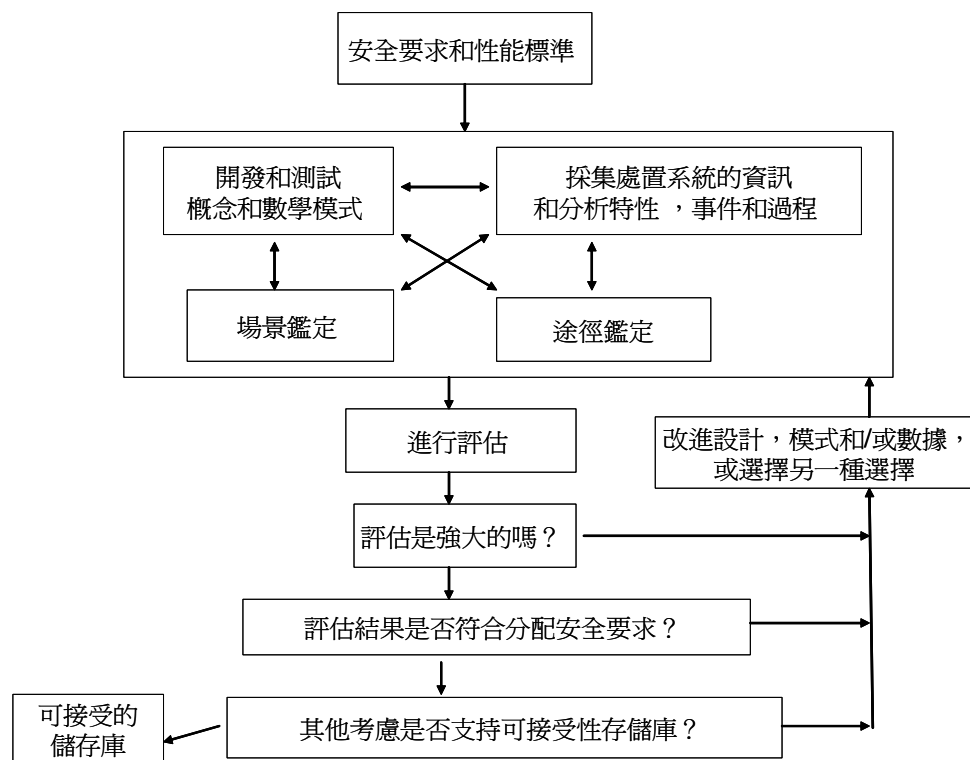 安全要求和性能標準
開發和測試
概念和數學模式
採集處置系統的資訊
和分析特性 ，事件和過程
場景鑑定
途徑鑑定
進行評估
改進設計，模式和/或數據，
或選擇另一種選擇
評估是強大的嗎？
評估結果是否符合分配安全要求？
其他考慮是否支持可接受性存儲庫？
可接受的
儲存庫